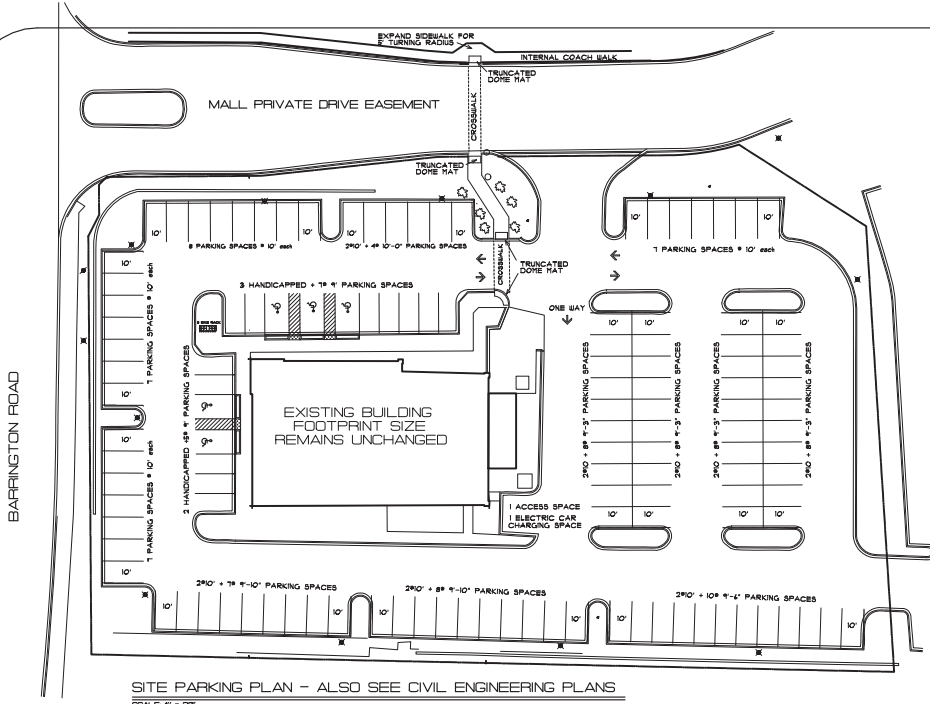 EXPAND SIDEWALK FOR
5' TURNING RADIUS
INTERNAL COACH WALK
TRUNCATED
DOME MAT
MALL PRIVATE DRIVE EASEMENT
CROSSWALK
TRUNCATED
DOME MAT
10'
8 PARKING SPACES @ 10' each
10'
10'
2@10' + 4@ 10'-0" PARKING SPACES
10'
10'
7 PARKING SPACES @ 10' each
10'
CROSSWALK
TRUNCATED
DOME MAT
10'
7 PARKING SPACES @ 10' each
10'
3 HANDICAPPED + 7@ 9' PARKING SPACES
ONE WAY
10' 10'
10' 10'
2 HANDICAPPED +5@ 9' PARKING SPACES
2@10' + 8@ 9'-3" PARKING SPACES
2@10' + 8@ 9'-3" PARKING SPACES
2@10' + 8@ 9'-3" PARKING SPACES
2@10' + 8@ 9'-3" PARKING SPACES
BARRINGTON ROAD
EXISTING BUILDING
FOOTPRINT SIZE
REMAINS UNCHANGED
10'
7 PARKING SPACES @ 10' each
10'
1 ACCESS SPACE
1 ELECTRIC CAR
CHARGING SPACE
10' 10'
10' 10'
2@10' + 7@ 9'-10" PARKING SPACES
2@10' + 8@ 9'-10" PARKING SPACES
2@10' + 10@ 9'-6" PARKING SPACES
10'
10'
10'
10'
10'
10'
SITE PARKING PLAN - ALSO SEE CIVIL ENGINEERING PLANS